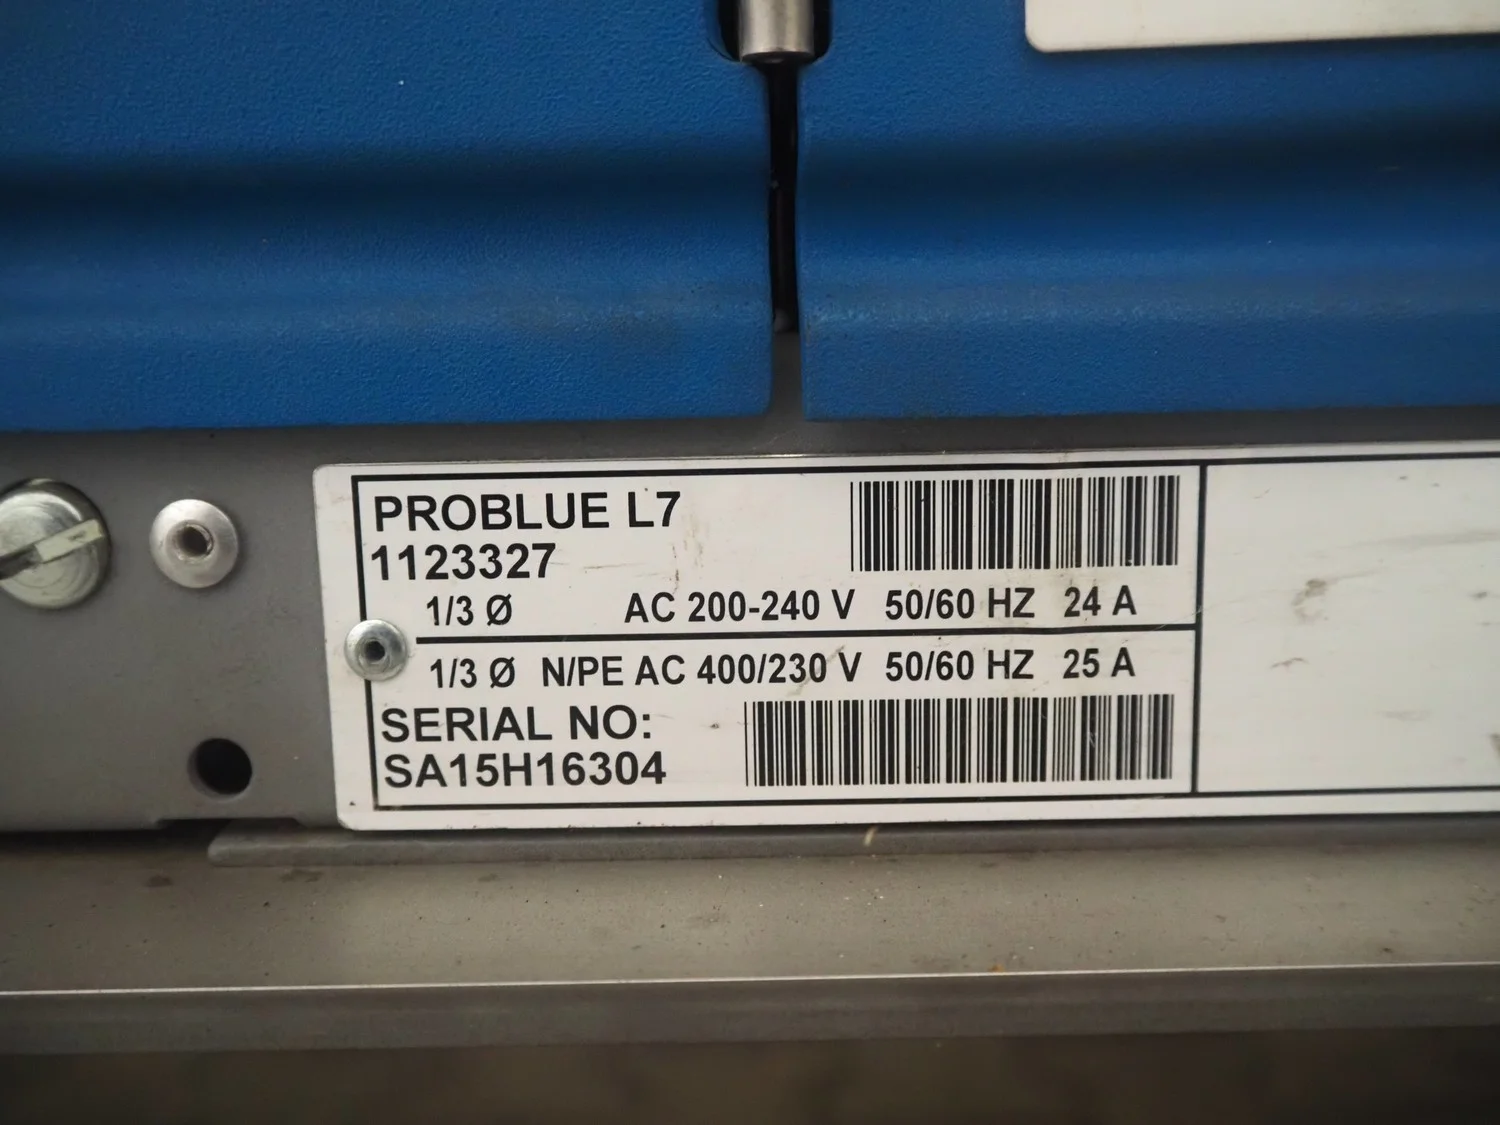 PROBLUE L7
1123327
1/3 Ø AC 200-240 V 50/60 HZ 24 A
1/3 Ø N/PE AC 400/230 V 50/60 HZ 25 A
SERIAL NO:
SA15H16304